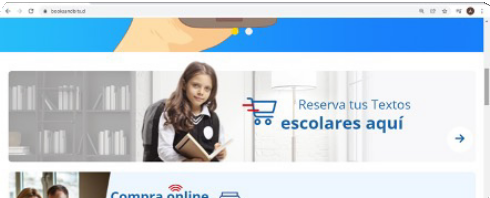 booksandbits.cl
Reserva tus Textos
escolares aquí
Compra online